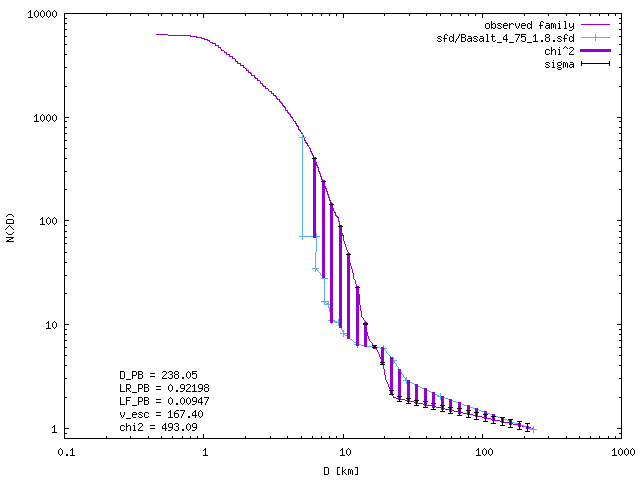 10000
observed family
sfd/Basalt_4_75_1.8.sfd
chi^2
sigma
1000
100
N(>D)
10
D_PB = 238.05
LR_PB = 0.92198
LF_PB = 0.00947
v_esc = 167.40
chi2 = 493.09
1
0.1 1 10 100 1000
D [km]